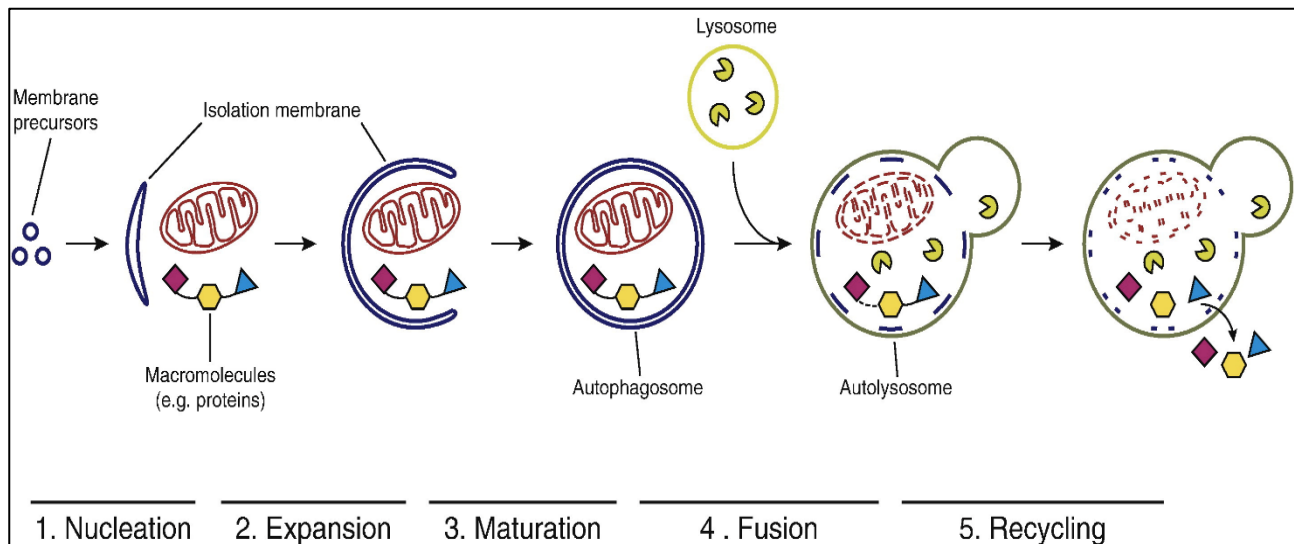 Lysosome
Membrane
precursors
Isolation membrane
Macromolecules
(e.g. proteins)
Autophagosome
Autolysosome
1. Nucleation
2. Expansion
3. Maturation
4 . Fusion
5. Recycling